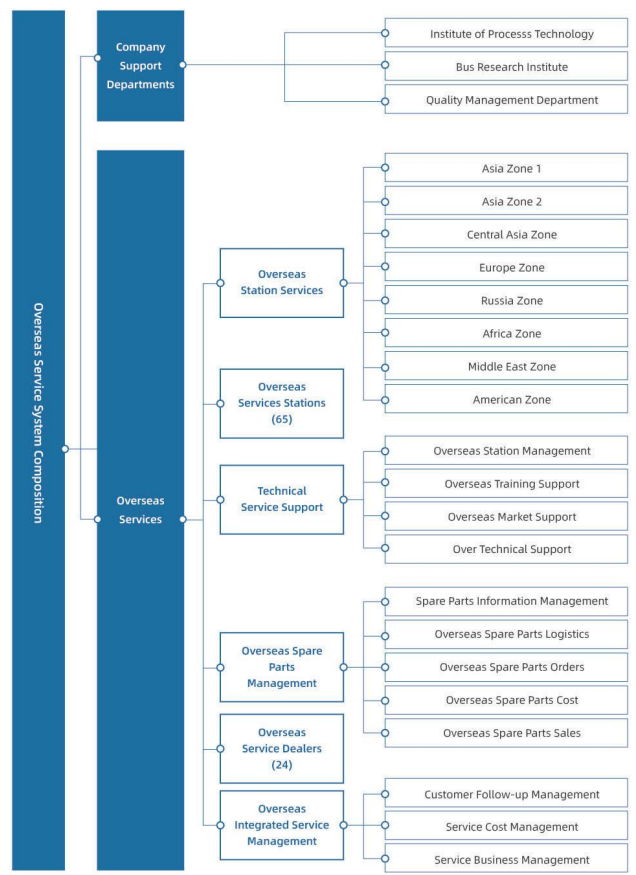 Overseas Service System Composition
Company
Support
Departments
Institute of Processs Technology
Bus Research Institute
Quality Management Department
Overseas
Services
Overseas
Station Services
Asia Zone 1
Asia Zone 2
Central Asia Zone
Europe Zone
Russia Zone
Africa Zone
Middle East Zone
American Zone
Overseas
Services Stations
(65)
Technical
Service Support
Overseas Station Management
Overseas Training Support
Overseas Market Support
Over Technical Support
Overseas Spare
Parts
Management
Spare Parts Information Management
Overseas Spare Parts Logistics
Overseas Spare Parts Orders
Overseas Spare Parts Cost
Overseas Spare Parts Sales
Overseas
Service Dealers
(24)
Overseas
Integrated Service
Management
Customer Follow-up Management
Service Cost Management
Service Business Management